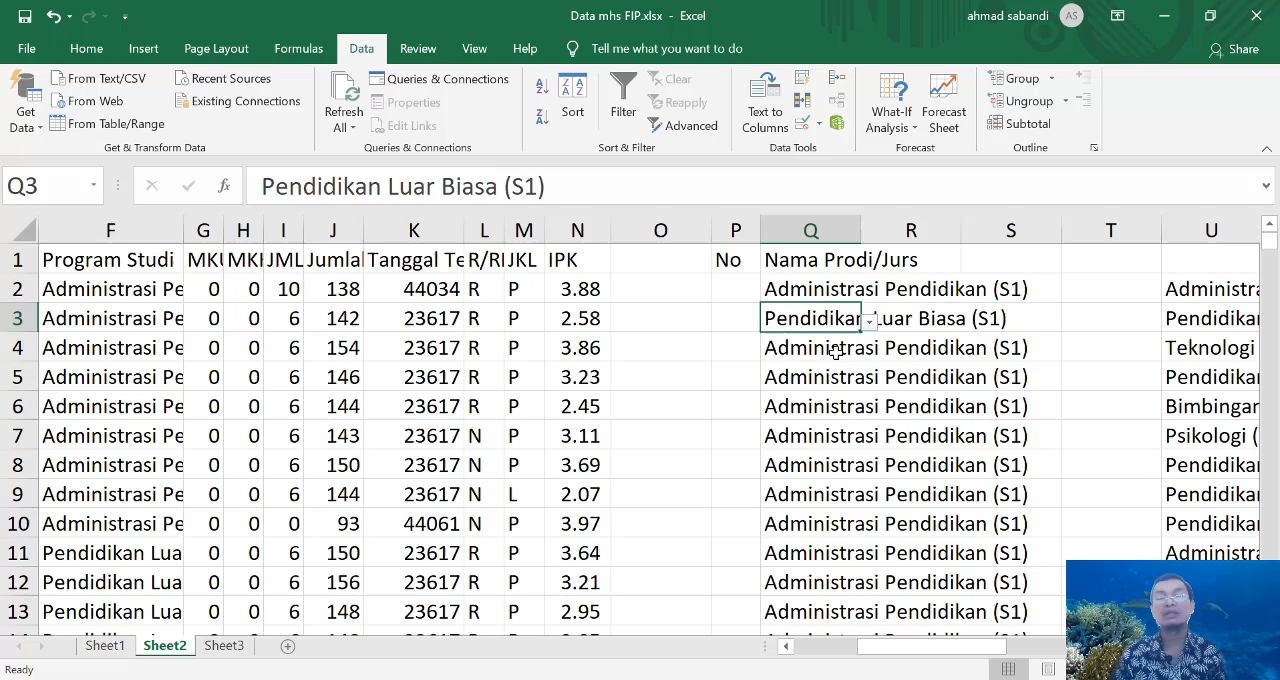 Data mhs FIP.xlsx - Excel
ahmad sabandi
AS
File Home Insert Page Layout Formulas Data Review View Help Tell me what you want to do Share
Get Data
From Text/CSV
From Web
From Table/Range
Recent Sources
Existing Connections
Get & Transform Data
Refresh All
Queries & Connections
Properties
Edit Links
Queries & Connections
Sort
Filter
Clear
Reapply
Advanced
Sort & Filter
Text to Columns
Data Tools
What-If Analysis
Forecast Sheet
Forecast
Group
Ungroup
Subtotal
Outline
Q3 fx Pendidikan Luar Biasa (S1)
F G H I J K L M N O P Q R S T U
1 Program Studi MKU MKI JML Jumlal Tanggal Te R/RI JKL IPK No Nama Prodi/Jurs
2 Administrasi Pe 0 0 10 138 44034 R P 3.88 Administrasi Pendidikan (S1) Administra
3 Administrasi Pe 0 0 6 142 23617 R P 2.58 Pendidikan Luar Biasa (S1) Pendidikar
4 Administrasi Pe 0 0 6 154 23617 R P 3.86 Administrasi Pendidikan (S1) Teknologi
5 Administrasi Pe 0 0 6 146 23617 R P 3.23 Administrasi Pendidikan (S1) Pendidikar
6 Administrasi Pe 0 0 6 144 23617 R P 2.45 Administrasi Pendidikan (S1) Bimbingar
7 Administrasi Pe 0 0 6 143 23617 N P 3.11 Administrasi Pendidikan (S1) Psikologi (
8 Administrasi Pe 0 0 6 150 23617 N P 3.69 Administrasi Pendidikan (S1) Pendidikar
9 Administrasi Pe 0 0 6 144 23617 N L 2.07 Administrasi Pendidikan (S1) Pendidikar
10 Administrasi Pe 0 0 0 93 44061 N P 3.97 Administrasi Pendidikan (S1) Pendidikar
11 Pendidikan Lua 0 0 6 150 23617 R P 3.64 Administrasi Pendidikan (S1) Administra
12 Pendidikan Lua 0 0 6 156 23617 R P 3.21 Administrasi Pendidikan (S1)
13 Pendidikan Lua 0 0 6 148 23617 R P 2.95 Administrasi Pendidikan (S1)
Sheet1 Sheet2 Sheet3
Ready